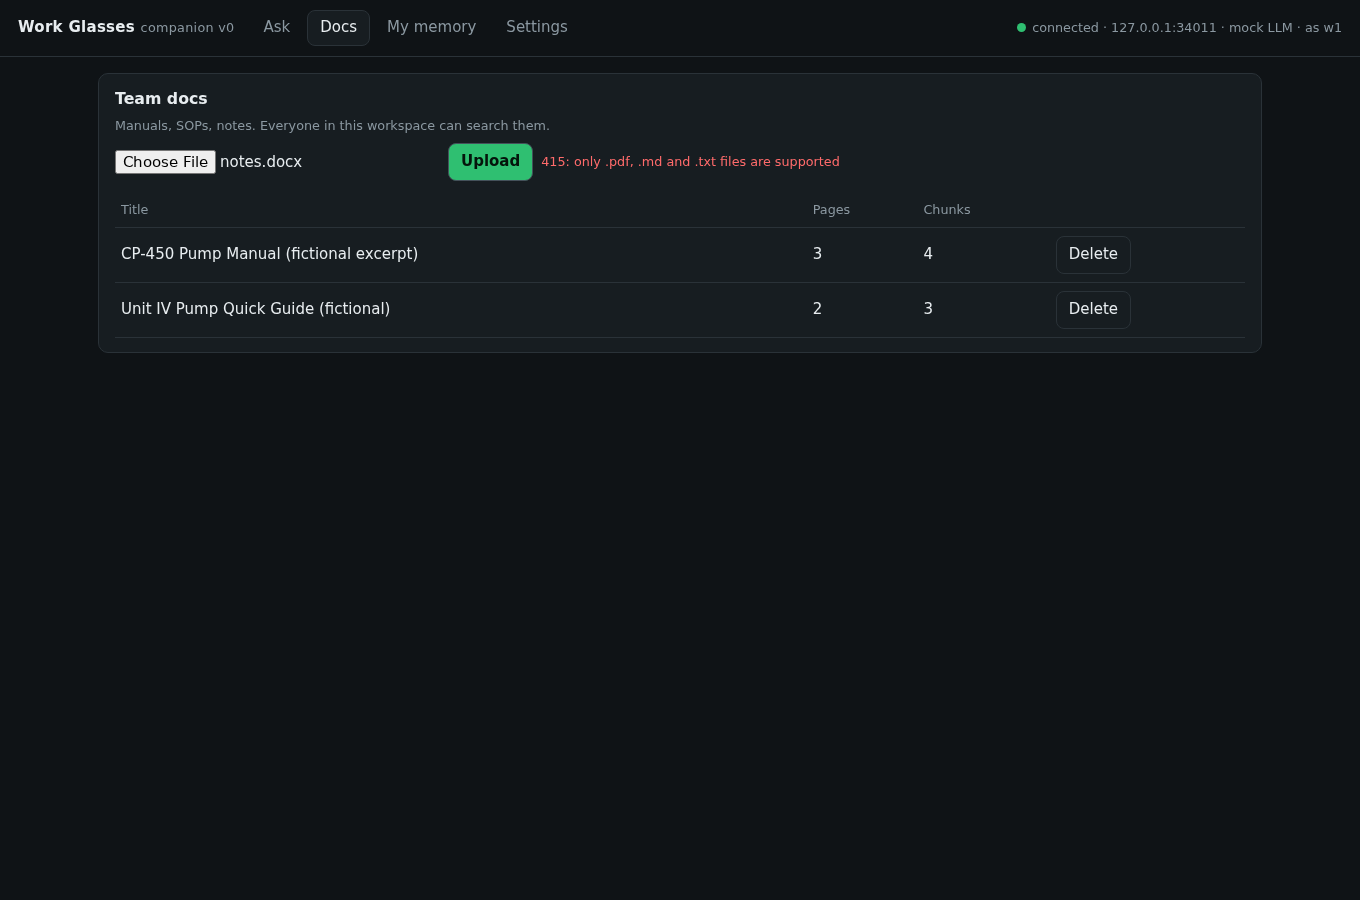 Work Glasses companion v0 Ask Docs My memory Settings connected · 127.0.0.1:34011 · mock LLM · as w1
Team docs
Manuals, SOPs, notes. Everyone in this workspace can search them.
Choose File notes.docx Upload 415: only .pdf, .md and .txt files are supported
Title Pages Chunks
CP-450 Pump Manual (fictional excerpt) 3 4 Delete
Unit IV Pump Quick Guide (fictional) 2 3 Delete